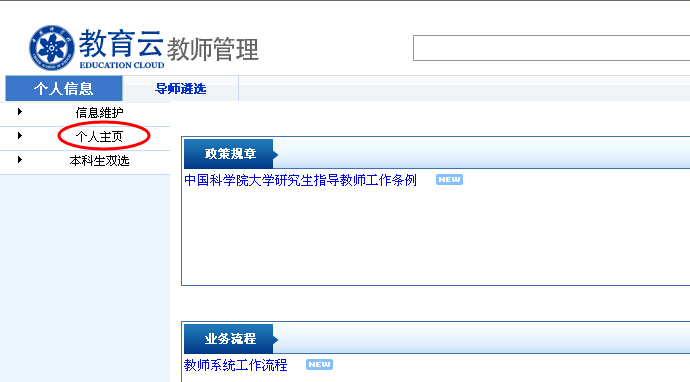 教育云 教师管理
EDUCATION CLOUD
个人信息 导师遴选
信息维护
个人主页
本科生双选
政策规章
中国科学院大学研究生指导教师工作条例 NEW
业务流程
教师系统工作流程 NEW